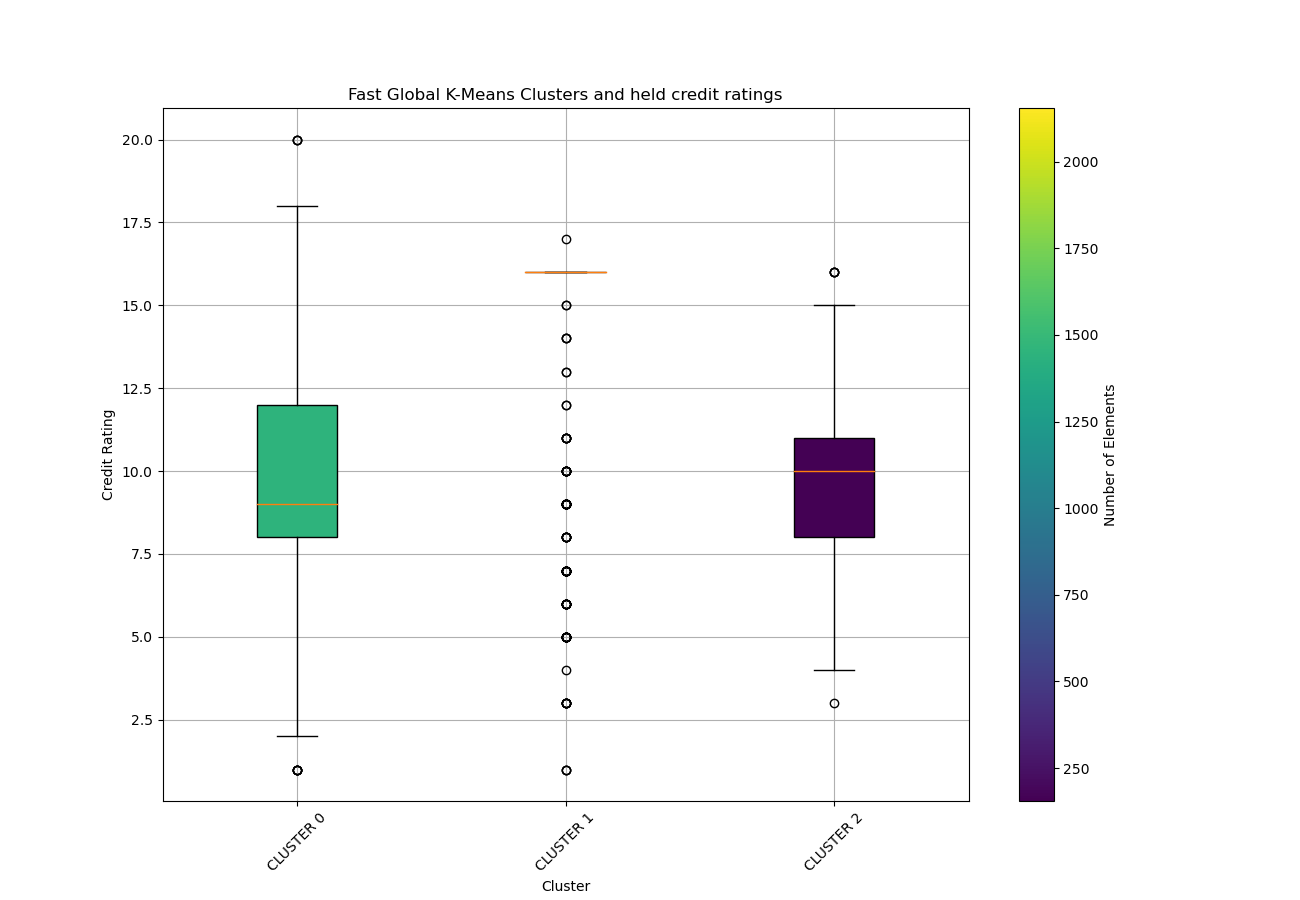 Fast Global K-Means Clusters and held credit ratings
20.0
17.5
15.0
12.5
10.0
7.5
5.0
2.5
Credit Rating
CLUSTER 0
CLUSTER 1
CLUSTER 2
Cluster
2000
1750
1500
1250
1000
750
500
250
Number of Elements